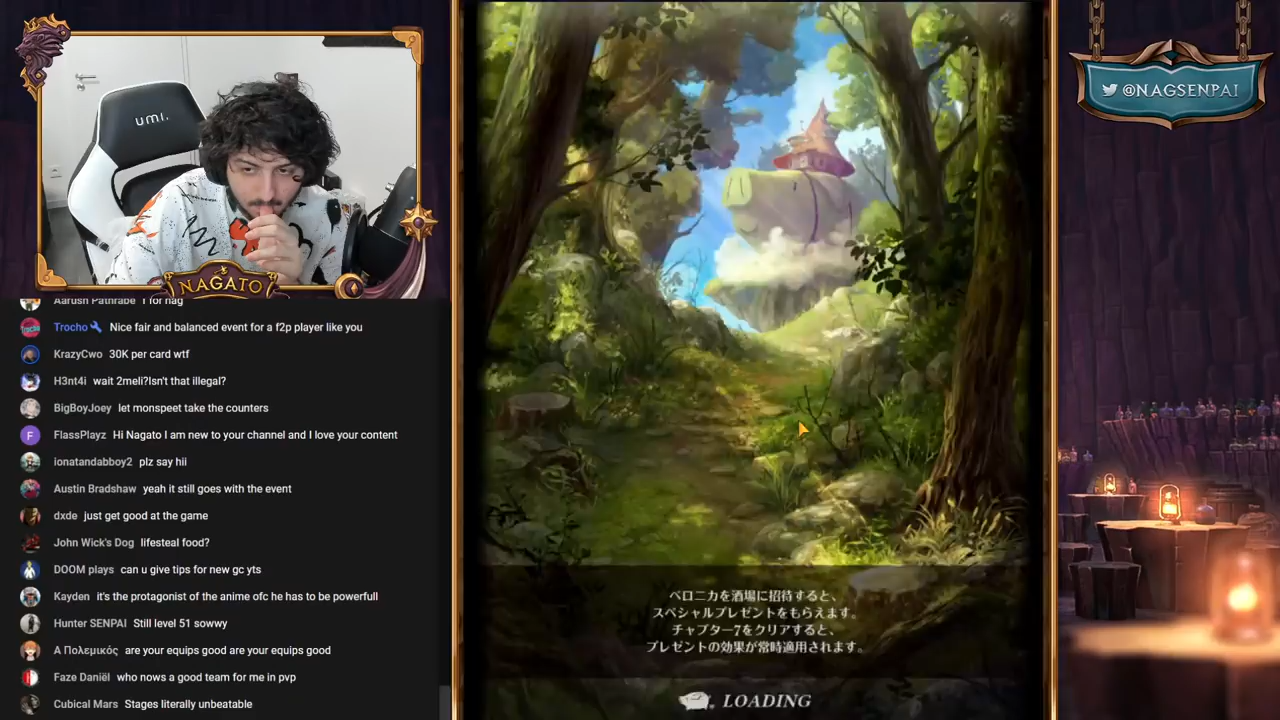 umi.
NAGATO
@NAGSENPAI
Aarush Pathrabe f for nag
Trocho Nice fair and balanced event for a f2p player like you
KrazyCwo 30K per card wtf
H3nt4i wait 2meli?Isn't that illegal?
BigBoyJoey let monspeet take the counters
F FlassPlayz Hi Nagato I am new to your channel and I love your content
ionatandabboy2 plz say hii
Austin Bradshaw yeah it still goes with the event
dxde just get good at the game
John Wick's Dog lifesteal food?
DOOM plays can u give tips for new gc yts
Kayden it's the protagonist of the anime ofc he has to be powerfull
Hunter SENPAI Still level 51 sowwy
Α Πολεμικός are your equips good are your equips good
Faze Daniël who nows a good team for me in pvp
Cubical Mars Stages literally unbeatable
ベロニカを酒場に招待すると、
スペシャルプレゼントをもらえます。
チャプター7をクリアすると、
プレゼントの効果が常時適用されます。
LOADING